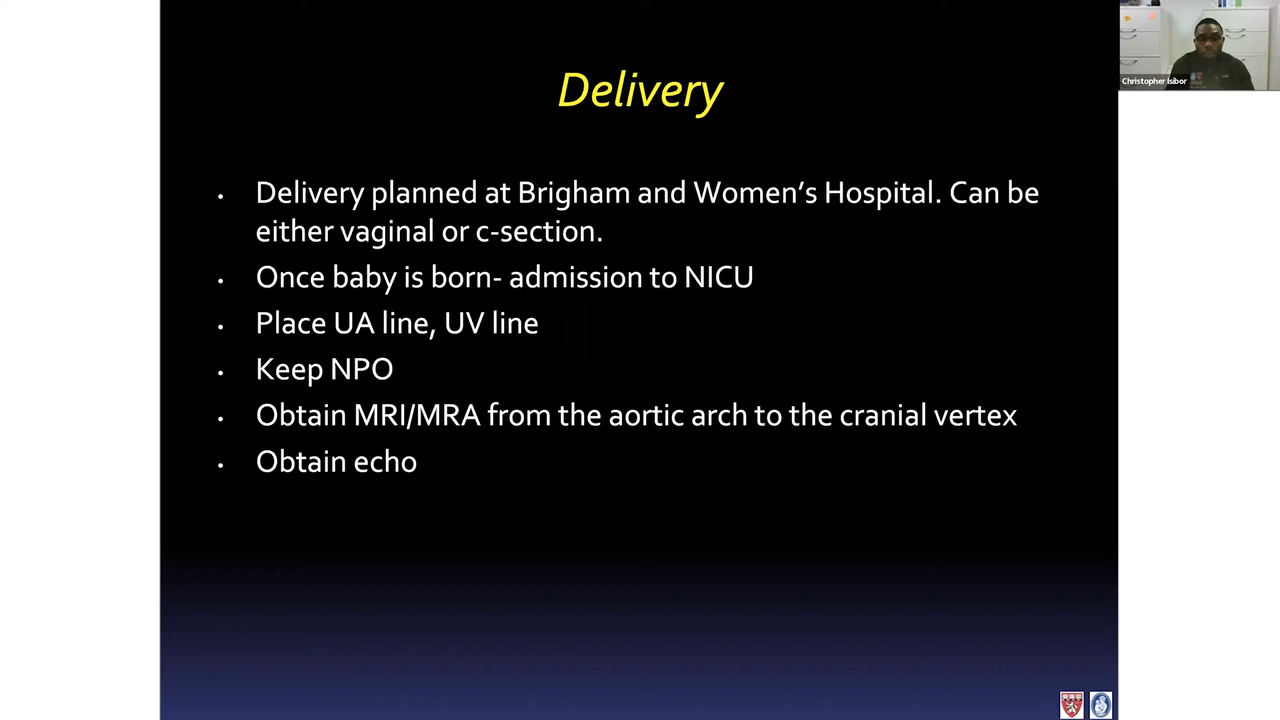 Delivery
• Delivery planned at Brigham and Women's Hospital. Can be
either vaginal or c-section.
• Once baby is born- admission to NICU
• Place UA line, UV line
• Keep NPO
• Obtain MRI/MRA from the aortic arch to the cranial vertex
• Obtain echo
Christopher Isibor